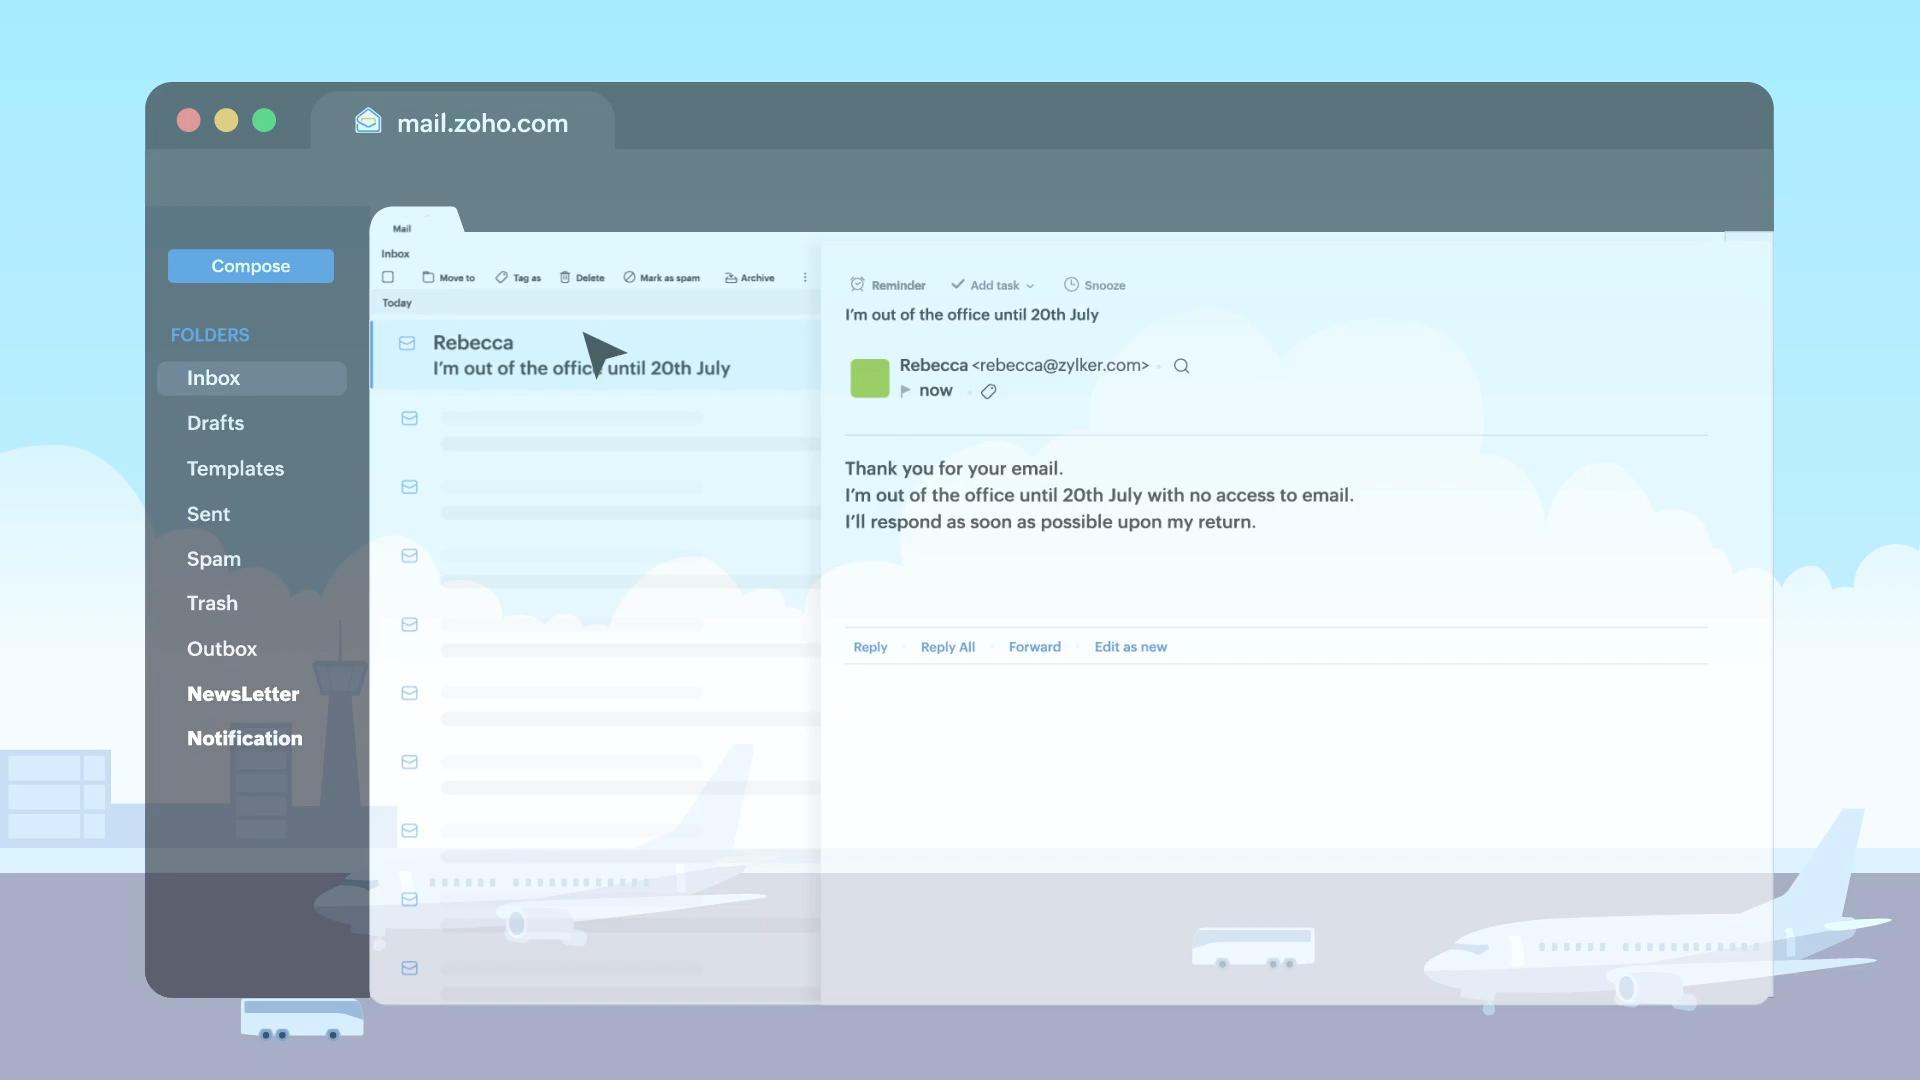 mail.zoho.com
Mail
Compose
FOLDERS
Inbox
Drafts
Templates
Sent
Spam
Trash
Outbox
NewsLetter
Notification
Inbox
Move to Tag as Delete Mark as spam Archive
Today
Rebecca
I'm out of the office until 20th July
Reminder Add task Snooze
I'm out of the office until 20th July
Rebecca <rebecca@zylker.com>
now
Thank you for your email.
I'm out of the office until 20th July with no access to email.
I'll respond as soon as possible upon my return.
Reply Reply All Forward Edit as new